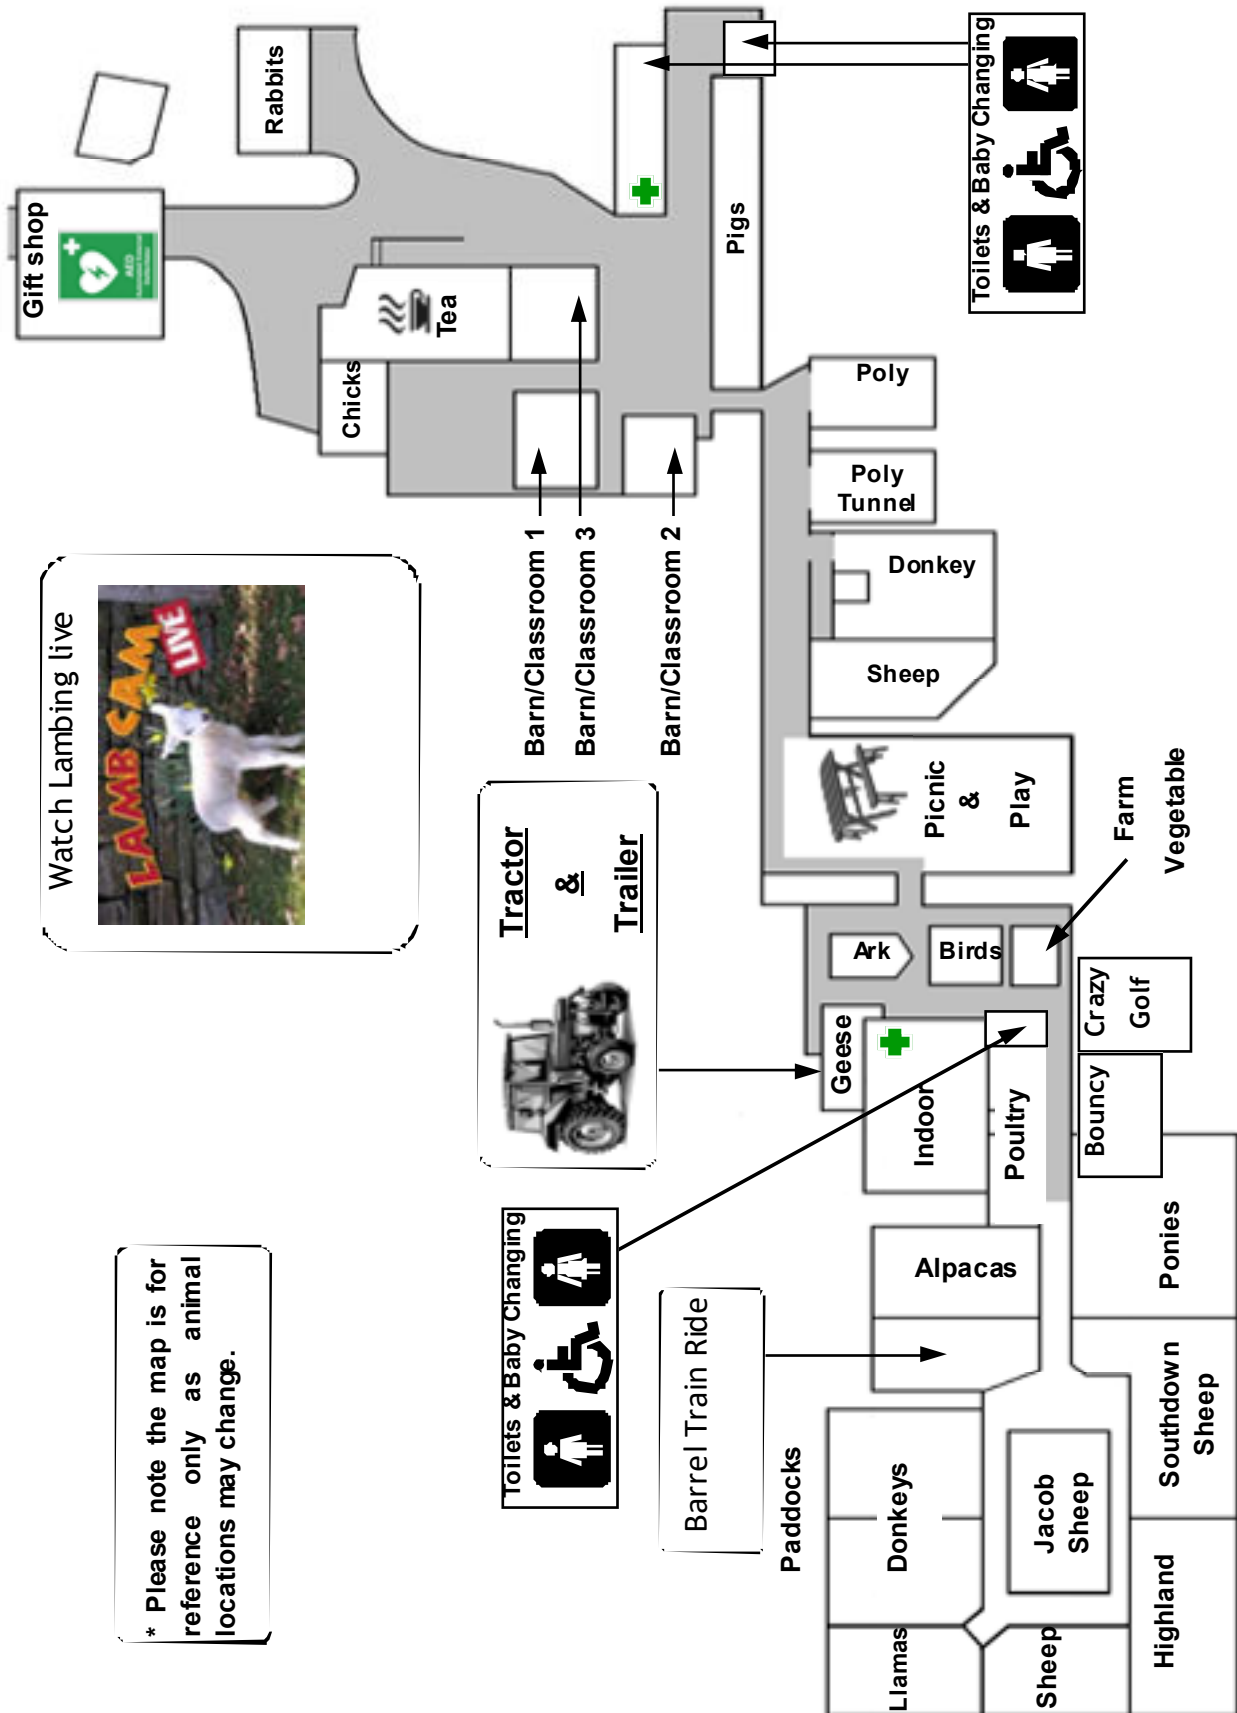 * Please note the map is for
reference only as animal
locations may change.
Watch Lambing live
LAMB CAM
LIVE
Gift shop
AED
Rabbits
Chicks
Tea
Toilets & Baby Changing
Barrel Train Ride
Tractor
&
Trailer
Barn/Classroom 1
Barn/Classroom 3
Barn/Classroom 2
Pigs
Toilets & Baby Changing
Paddocks
Llamas
Donkeys
Alpacas
Indoor
Geese
Ark
Birds
Poultry
Sheep
Jacob
Sheep
Highland
Southdown
Sheep
Ponies
Bouncy
Crazy
Golf
Farm
Vegetable
Picnic
&
Play
Sheep
Donkey
Poly
Tunnel
Poly